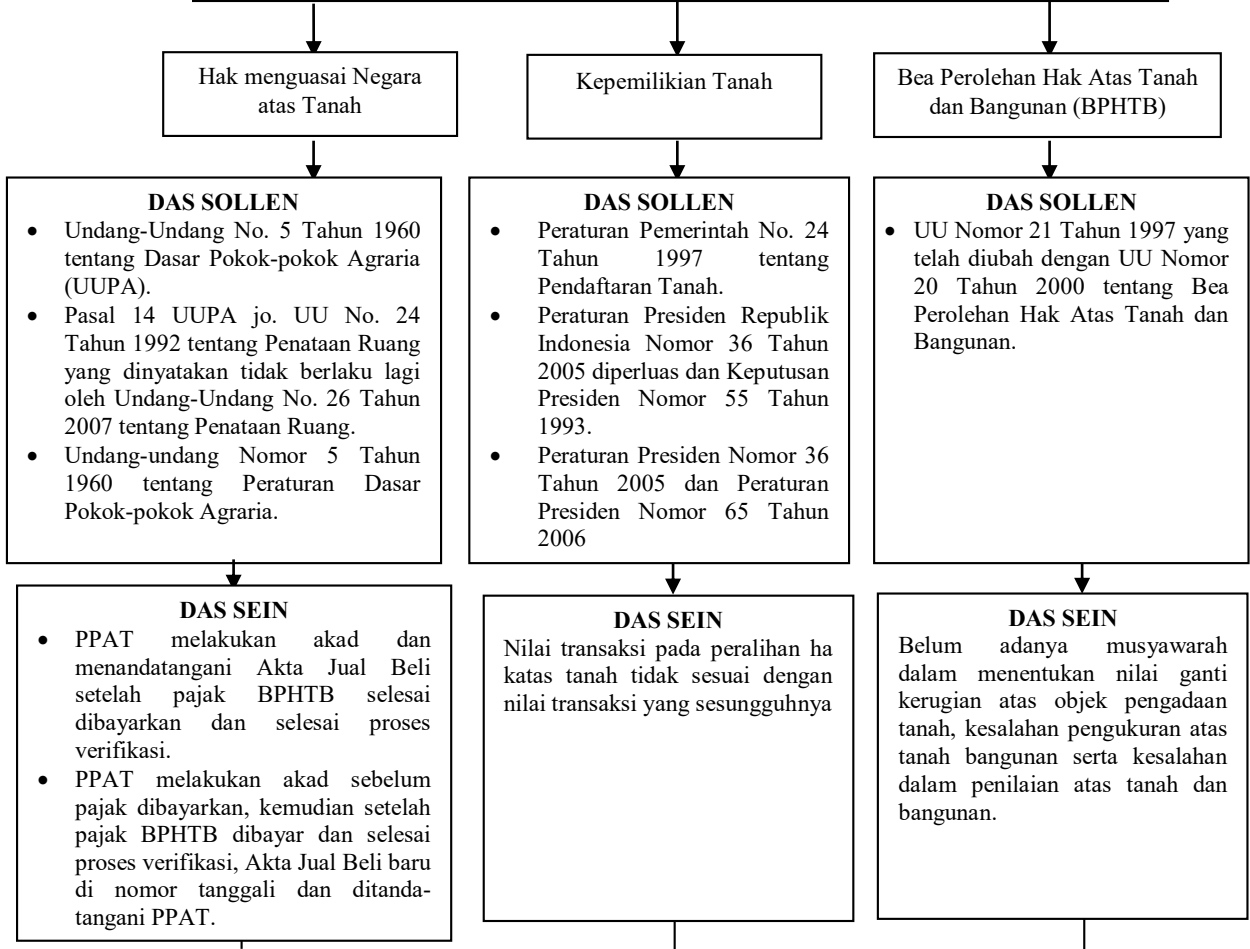 Hak menguasai Negara
atas Tanah
Kepemilikian Tanah
Bea Perolehan Hak Atas Tanah
dan Bangunan (BPHTB)
DAS SOLLEN
• Undang-Undang No. 5 Tahun 1960
tentang Dasar Pokok-pokok Agraria
(UUPA).
• Pasal 14 UUPA jo. UU No. 24
Tahun 1992 tentang Penataan Ruang
yang dinyatakan tidak berlaku lagi
oleh Undang-Undang No. 26 Tahun
2007 tentang Penataan Ruang.
• Undang-undang Nomor 5 Tahun
1960 tentang Peraturan Dasar
Pokok-pokok Agraria.
DAS SOLLEN
• Peraturan Pemerintah No. 24
Tahun 1997 tentang
Pendaftaran Tanah.
• Peraturan Presiden Republik
Indonesia Nomor 36 Tahun
2005 diperluas dan Keputusan
Presiden Nomor 55 Tahun
1993.
• Peraturan Presiden Nomor 36
Tahun 2005 dan Peraturan
Presiden Nomor 65 Tahun
2006
DAS SOLLEN
• UU Nomor 21 Tahun 1997 yang
telah diubah dengan UU Nomor
20 Tahun 2000 tentang Bea
Perolehan Hak Atas Tanah dan
Bangunan.
DAS SEIN
• PPAT melakukan akad dan
menandatangani Akta Jual Beli
setelah pajak BPHTB selesai
dibayarkan dan selesai proses
verifikasi.
• PPAT melakukan akad sebelum
pajak dibayarkan, kemudian setelah
pajak BPHTB dibayar dan selesai
proses verifikasi, Akta Jual Beli baru
di nomor tanggali dan ditanda-
tangani PPAT.
DAS SEIN
Nilai transaksi pada peralihan ha
katas tanah tidak sesuai dengan
nilai transaksi yang sesungguhnya
DAS SEIN
Belum adanya musyawarah
dalam menentukan nilai ganti
kerugian atas objek pengadaan
tanah, kesalahan pengukuran atas
tanah bangunan serta kesalahan
dalam penilaian atas tanah dan
bangunan.